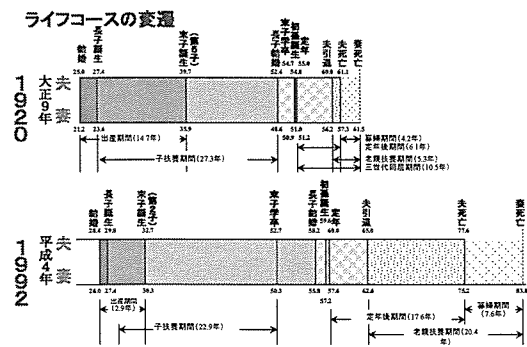 ライフコースの変遷
結婚
長子誕生
末子誕生(第5子)
長子結婚
末子学卒
初孫誕生
定年
夫引退
夫死亡
妻死亡
25.0 27.4 39.7 52.4 54.7 54.8 55.0 60.0 61.1
1920 大正9年
夫
妻
21.2 23.6 35.9 48.6 50.9 51.0 51.2 56.2 57.3 61.5
出産期間(14.7年)
子扶養期間(27.3年)
寡婦期間(4.2年)
定年後期間(6.1年)
老親扶養期間(5.3年)
三世代同居期間(10.5年)
結婚
長子誕生
末子誕生(第2子)
末子学卒
長子結婚
初孫誕生
定年
夫引退
夫死亡
妻死亡
28.4 29.8 32.7 52.7 58.2 59.6 60.0 65.0 77.6
1992 平成4年
夫
妻
26.0 27.4 30.3 50.3 55.8 57.2 57.6 62.6 75.2
出産期間(2.9年)
子扶養期間(22.9年)
定年後期間(17.6年)
寡婦期間(7.6年)
老親扶養期間(20.4年)